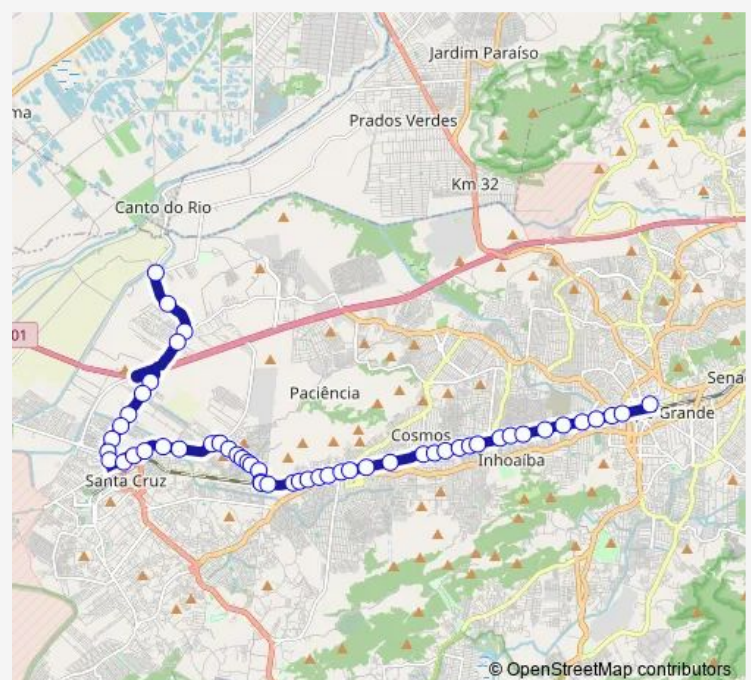 Jardim Paraíso
ma
Prados Verdes
Km 32
Canto do Rio
01
Sena
Paciência
Grande
Cosmos
Inhoaíba
Santa Cruz
© OpenStreetMap contributors